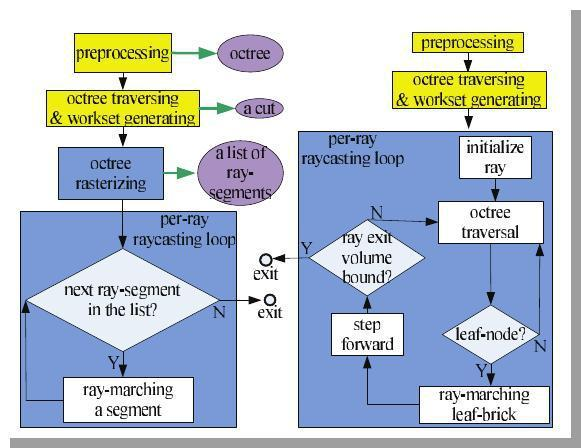 preprocessing
octree
octree traversing
& workset generating
a cut
octree
rasterizing
a list of
ray-
segments
per-ray
raycasting loop
next ray-segment
in the list?
N
exit
Y
ray-marching
a segment
preprocessing
octree traversing
& workset generating
per-ray
raycasting loop
initialize
ray
octree
traversal
N
ray exit
volume
bound?
Y
exit
step
forward
leaf-node?
N
Y
ray-marching
leaf-brick